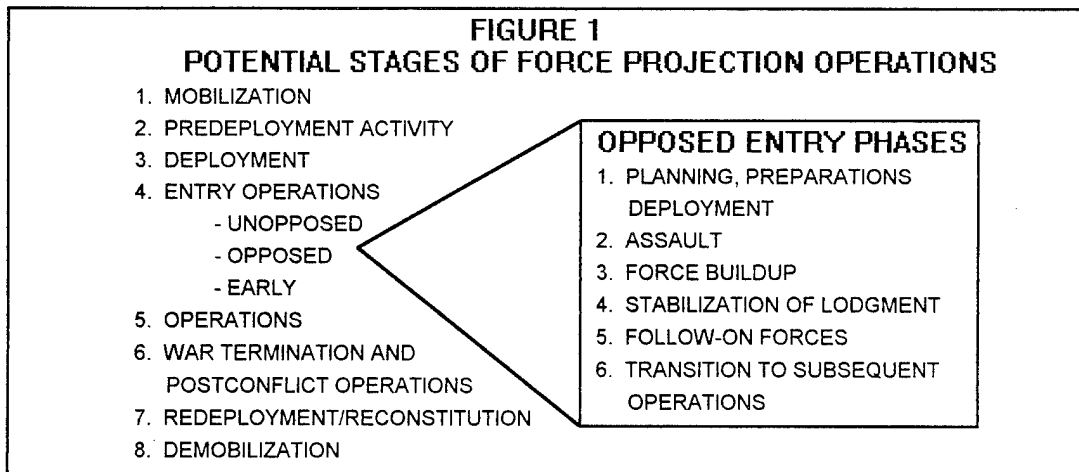 FIGURE 1
POTENTIAL STAGES OF FORCE PROJECTION OPERATIONS
1. MOBILIZATION
2. PREDEPLOYMENT ACTIVITY
3. DEPLOYMENT
4. ENTRY OPERATIONS
- UNOPPOSED
- OPPOSED
- EARLY
5. OPERATIONS
6. WAR TERMINATION AND
POSTCONFLICT OPERATIONS
7. REDEPLOYMENT/RECONSTITUTION
8. DEMOBILIZATION
OPPOSED ENTRY PHASES
1. PLANNING, PREPARATIONS
DEPLOYMENT
2. ASSAULT
3. FORCE BUILDUP
4. STABILIZATION OF LODGMENT
5. FOLLOW-ON FORCES
6. TRANSITION TO SUBSEQUENT
OPERATIONS